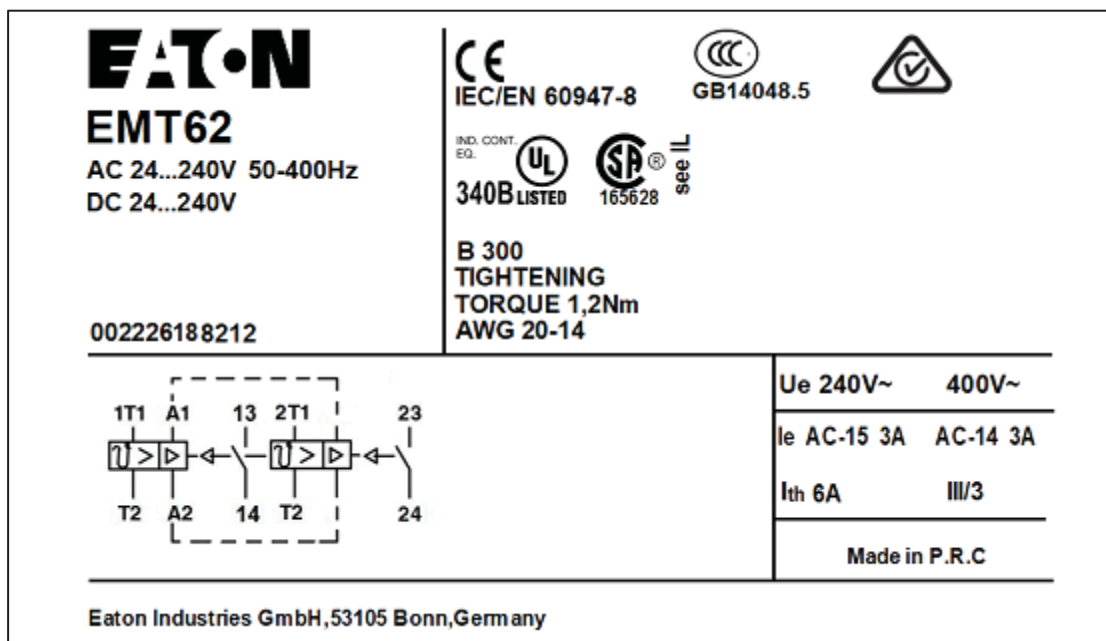 EATON
EMT62
AC 24...240V 50-400Hz
DC 24...240V
002226188212
CE
IEC/EN 60947-8
CCC
GB14048.5
IND. CONT.
EQ.
340B
UL
LISTED
SA ®
165628
see IL
B 300
TIGHTENING
TORQUE 1,2Nm
AWG 20-14
1T1 A1 13 2T1 23
T2 A2 14 T2 24
Ue 240V~ 400V~
Ie AC-15 3A AC-14 3A
Ith 6A III/3
Made in P.R.C
Eaton Industries GmbH,53105 Bonn,Germany